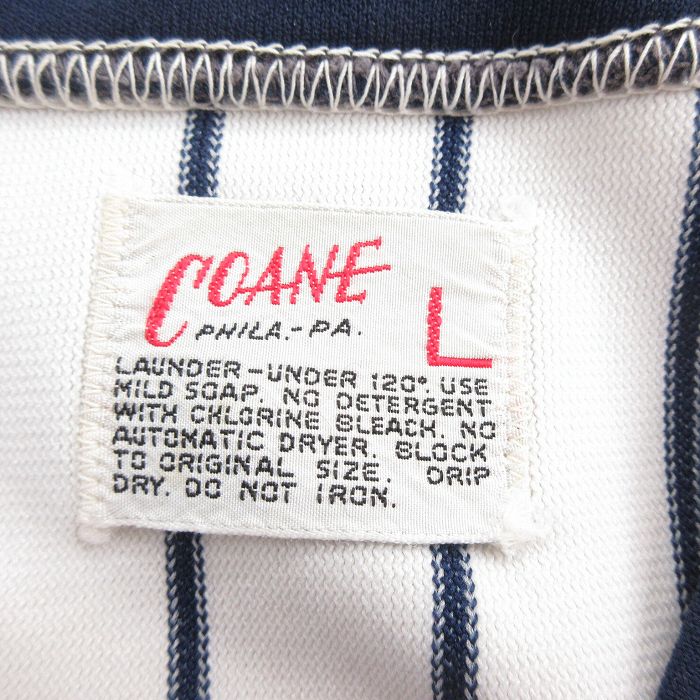 COANE
PHILA.-PA.
L
LAUNDER-UNDER 120°. USE
MILD SOAP. NO DETERGENT
WITH CHLORINE BLEACH. NO
AUTOMATIC DRYER. BLOCK
TO ORIGINAL SIZE. DRIP
DRY. DO NOT IRON.